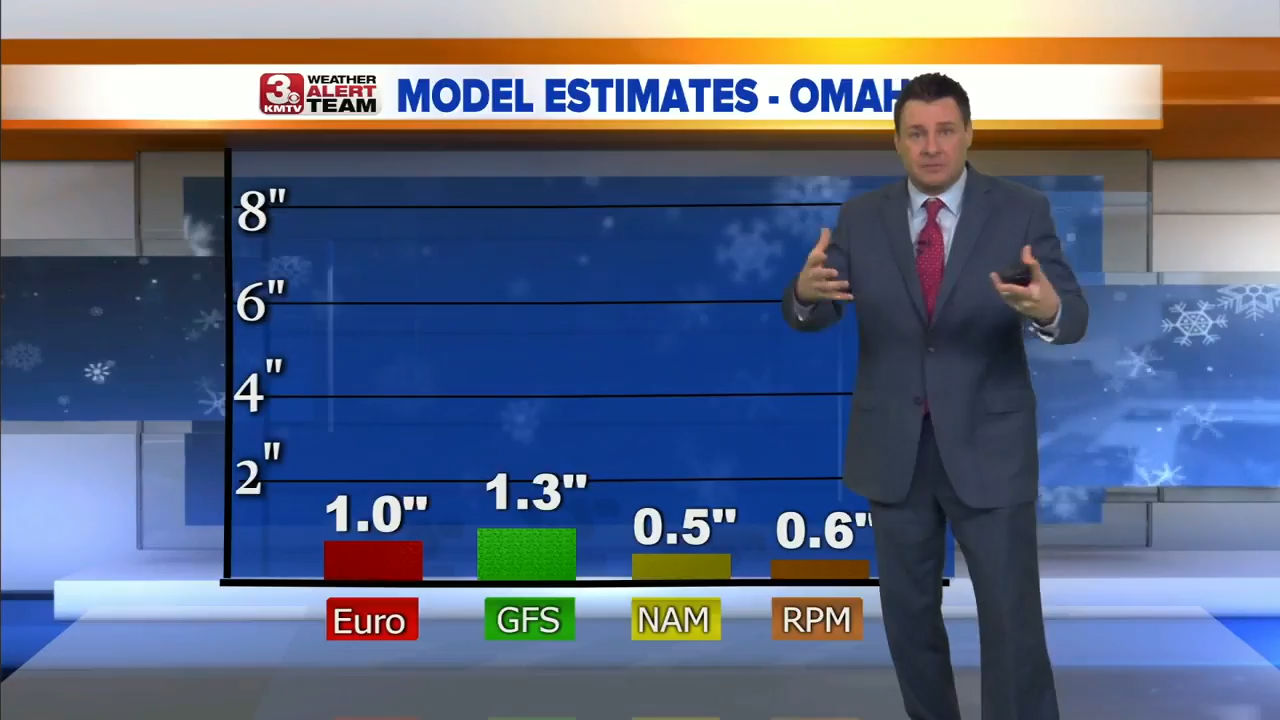 3 KMTV
WEATHER ALERT TEAM
MODEL ESTIMATES - OMAH
8"
6"
4"
2"
1.0" 1.3" 0.5" 0.6"
Euro GFS NAM RPM